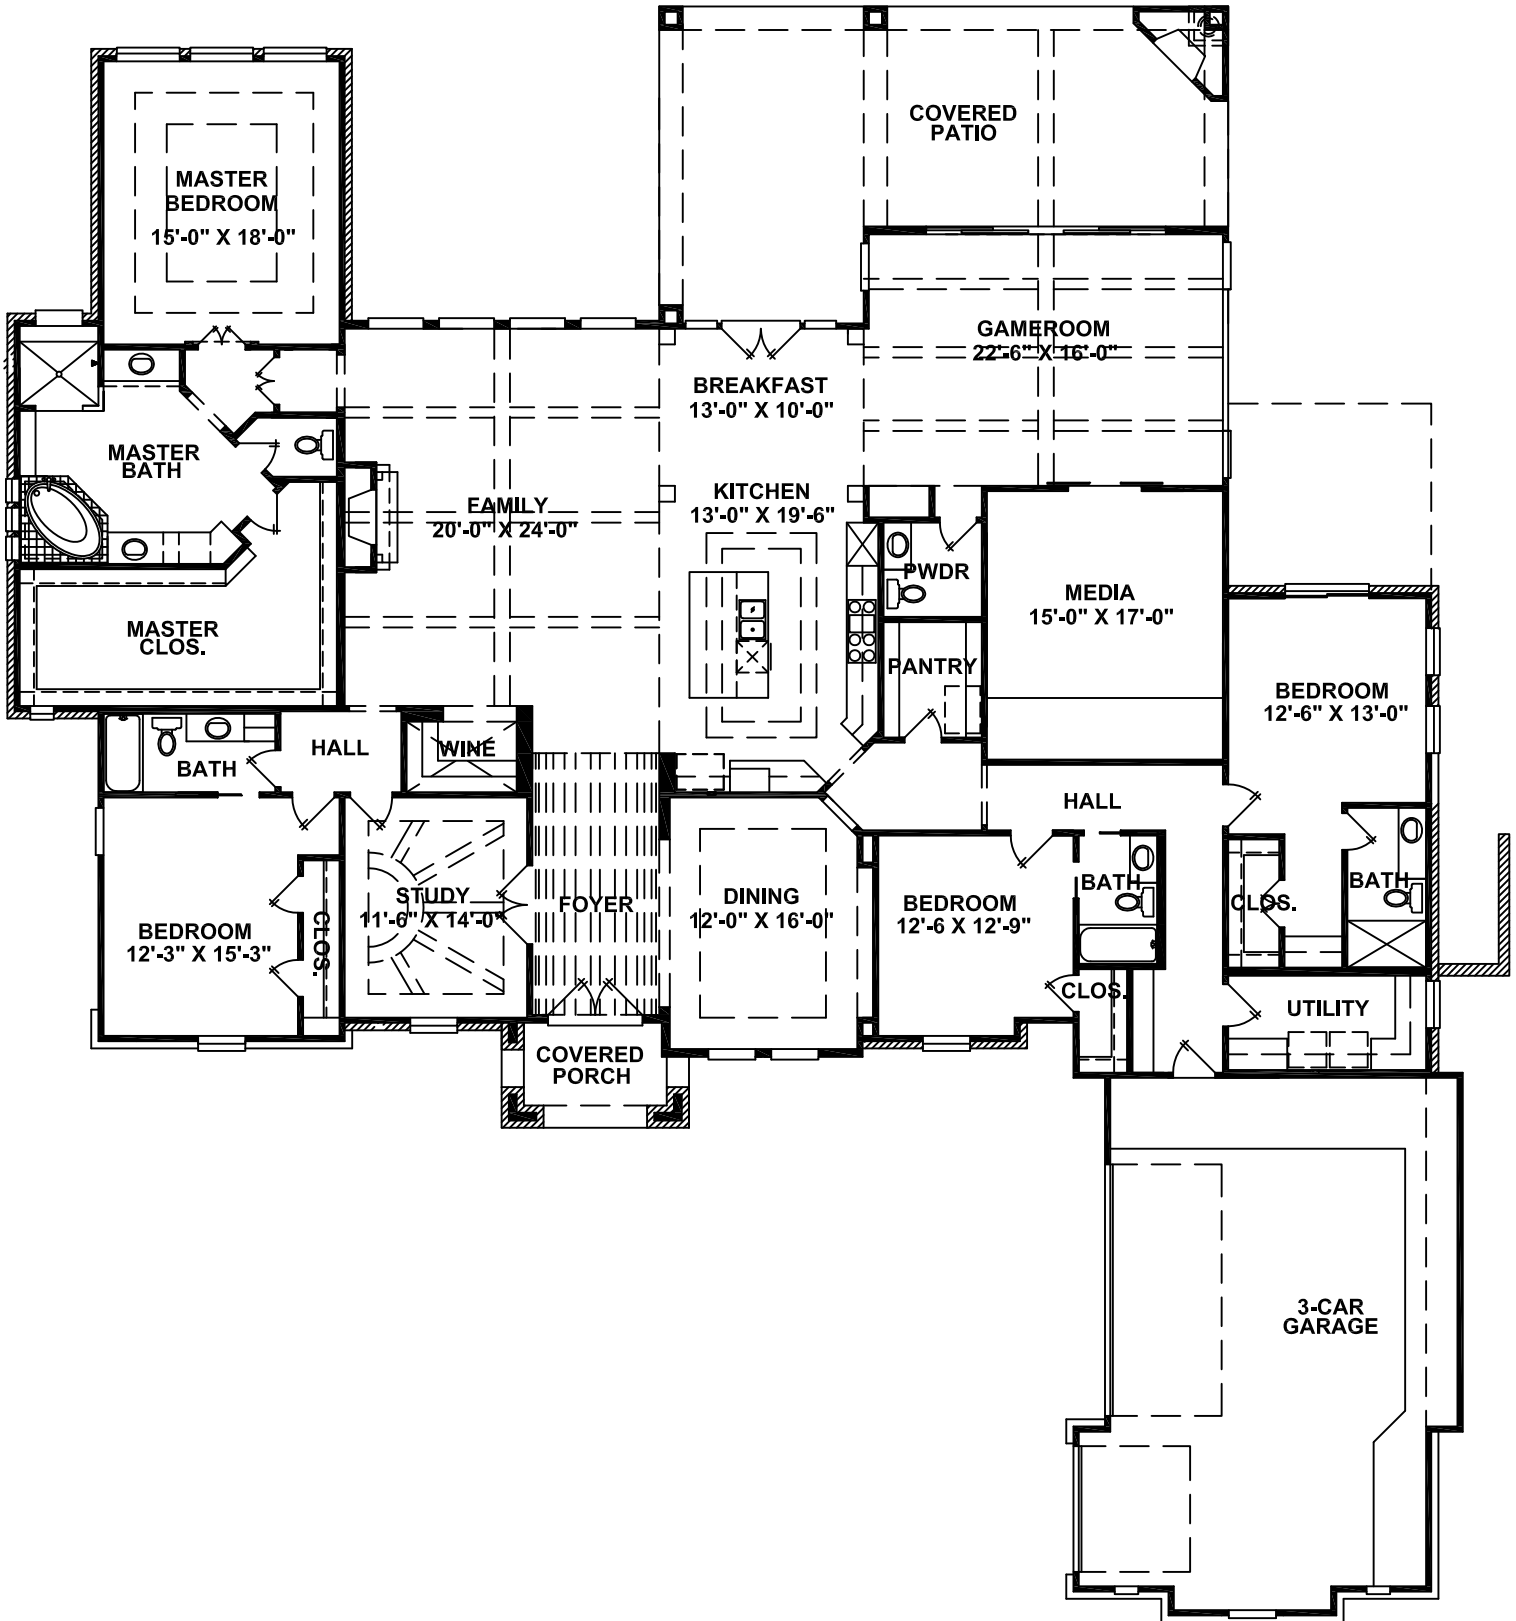 COVERED
PATIO
MASTER
BEDROOM
15'-0" X 18'-0"
GAMEROOM
22'-6" X 16'-0"
BREAKFAST
13'-0" X 10'-0"
MASTER
BATH
FAMILY
20'-0" X 24'-0"
KITCHEN
13'-0" X 19'-6"
PWDR
MEDIA
15'-0" X 17'-0"
MASTER
CLOS.
PANTRY
BEDROOM
12'-6" X 13'-0"
BATH
HALL
WINE
HALL
STUDY
11'-6" X 14'-0"
FOYER
DINING
12'-0" X 16'-0"
BEDROOM
12'-6 X 12'-9"
BATH
CLOS.
BATH
BEDROOM
12'-3" X 15'-3"
CLOS.
CLOS.
UTILITY
COVERED
PORCH
3-CAR
GARAGE